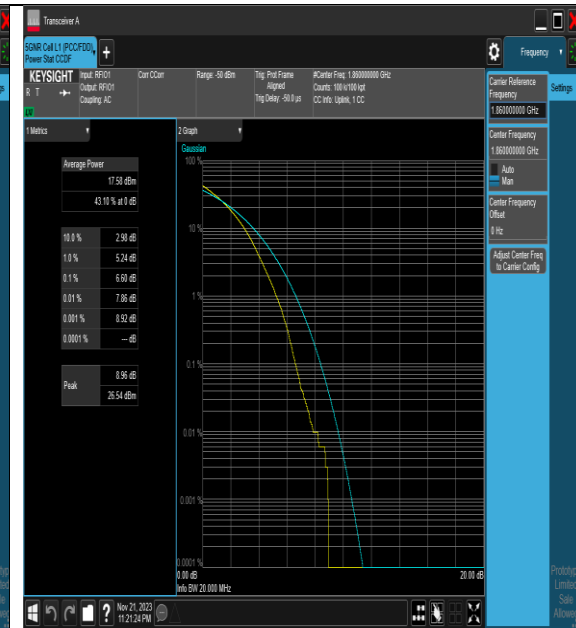 Transceiver A
5GNR Cell L1 (PCC/FDD),
Power Stat CCDF
+
Frequency
KEYSIGHT
R T
Input: RFIO1
Output: RFIO1
Coupling: AC
Corr CCorr
Range: -50 dBm
Trig: Prot Frame
Aligned
Trig Delay: -50.0 µs
#Center Freq: 1.860000000 GHz
Counts: 100 k/100 kpt
CC Info: Uplink, 1 CC
Carrier Reference
Frequency
1.860000000 GHz
Settings
1 Metrics
2 Graph
Center Frequency
1.860000000 GHz
Auto
Man
Average Power
17.58 dBm
43.10 % at 0 dB
10.0 % 2.98 dB
1.0 % 5.24 dB
0.1 % 6.60 dB
0.01 % 7.86 dB
0.001 % 8.92 dB
0.0001 % --- dB
Peak
8.96 dB
26.54 dBm
Gaussian
100 %
10 %
1 %
0.1 %
0.01 %
0.001 %
0.0001 %
0.00 dB
20.00 dB
Info BW 20.000 MHz
Center Frequency
Offset
0 Hz
Adjust Center Freq
to Carrier Config
Nov 21, 2023
11:21:24 PM
?